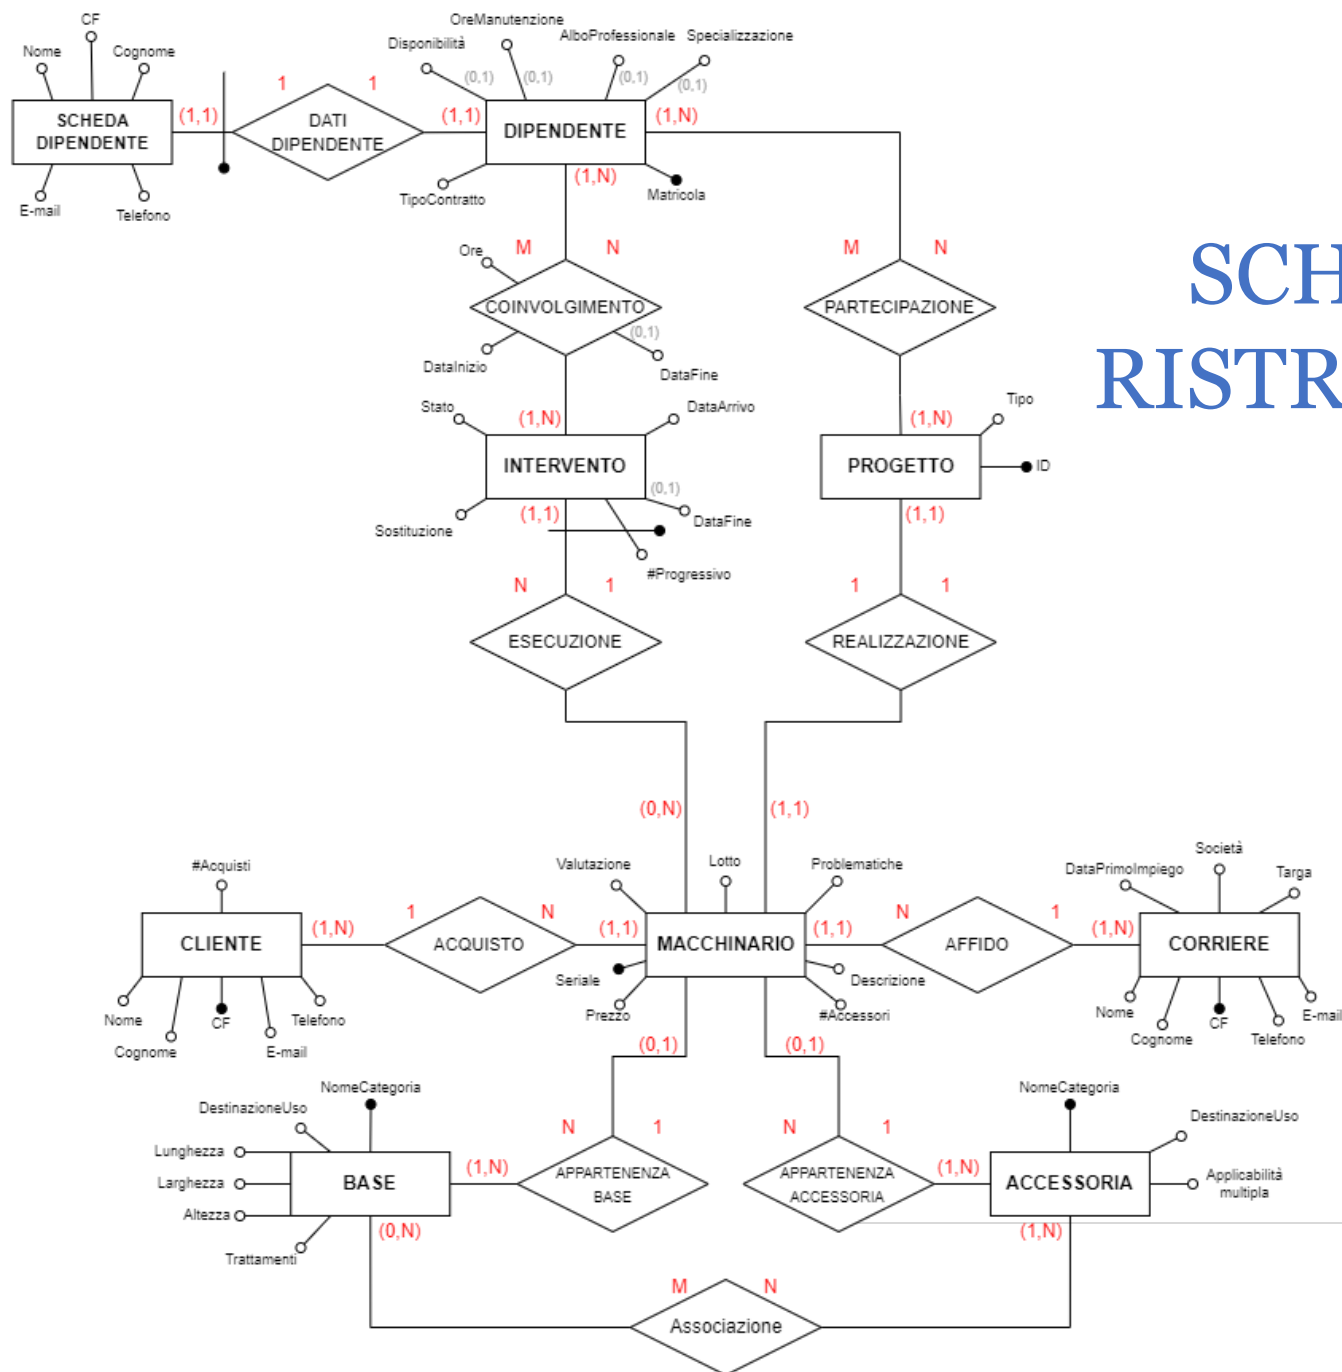 CF
Nome
Cognome
SCHEDA
DIPENDENTE
E-mail
Telefono
(1,1)
1
1
DATI
DIPENDENTE
(1,1)
OreManutenzione
Disponibilità
AlboProfessionale
Specializzazione
(0,1)
(0,1)
(0,1)
(0,1)
DIPENDENTE
(1,N)
(1,N)
TipoContratto
Matricola
M
N
Ore
COINVOLGIMENTO
(0,1)
DataInizio
DataFine
M
N
PARTECIPAZIONE
SCH
RISTR
Stato
(1,N)
DataArrivo
INTERVENTO
(0,1)
(1,1)
Sostituzione
DataFine
#Progressivo
(1,N)
Tipo
PROGETTO
ID
(1,1)
N
1
ESECUZIONE
1
1
REALIZZAZIONE
(0,N)
(1,1)
#Acquisti
CLIENTE
(1,N)
Nome
Cognome
CF
E-mail
Telefono
1
N
ACQUISTO
(1,1)
Valutazione
Lotto
Problematiche
MACCHINARIO
Seriale
Prezzo
Descrizione
#Accessori
(1,1)
N
1
AFFIDO
(1,N)
DataPrimoImpiego
Società
Targa
CORRIERE
Nome
Cognome
CF
Telefono
E-mail
(0,1)
(0,1)
NomeCategoria
DestinazioneUso
Lunghezza
Larghezza
Altezza
Trattamenti
BASE
(1,N)
(0,N)
N
1
APPARTENENZA
BASE
N
1
APPARTENENZA
ACCESSORIA
(1,N)
NomeCategoria
DestinazioneUso
Applicabilità
multipla
ACCESSORIA
(1,N)
M
N
Associazione